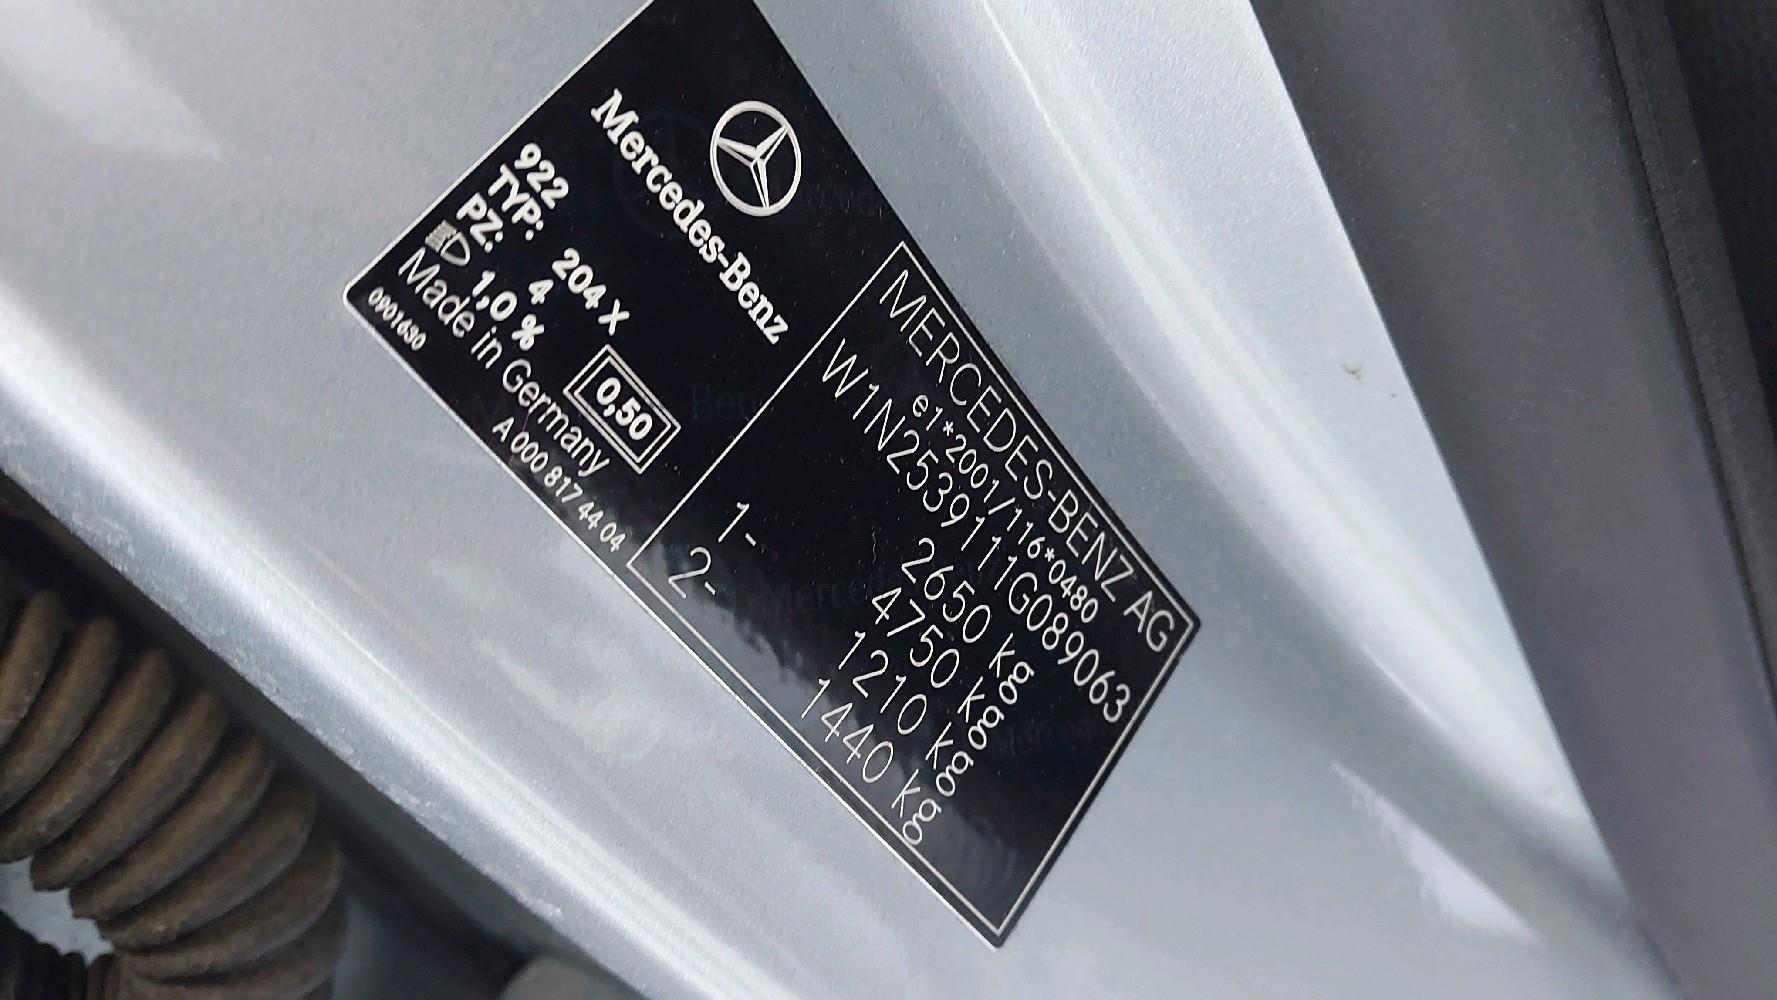 Mercedes-Benz
922
TYP: 204 X
PZ: 4
1,0 %
0,50
Made in Germany
0901630 A 000 817 44 04
MERCEDES-BENZ AG
e1*2001/116*0480
W1N2539111G089063
2650 kg
4750 kg
1- 1210 kg
2- 1440 kg